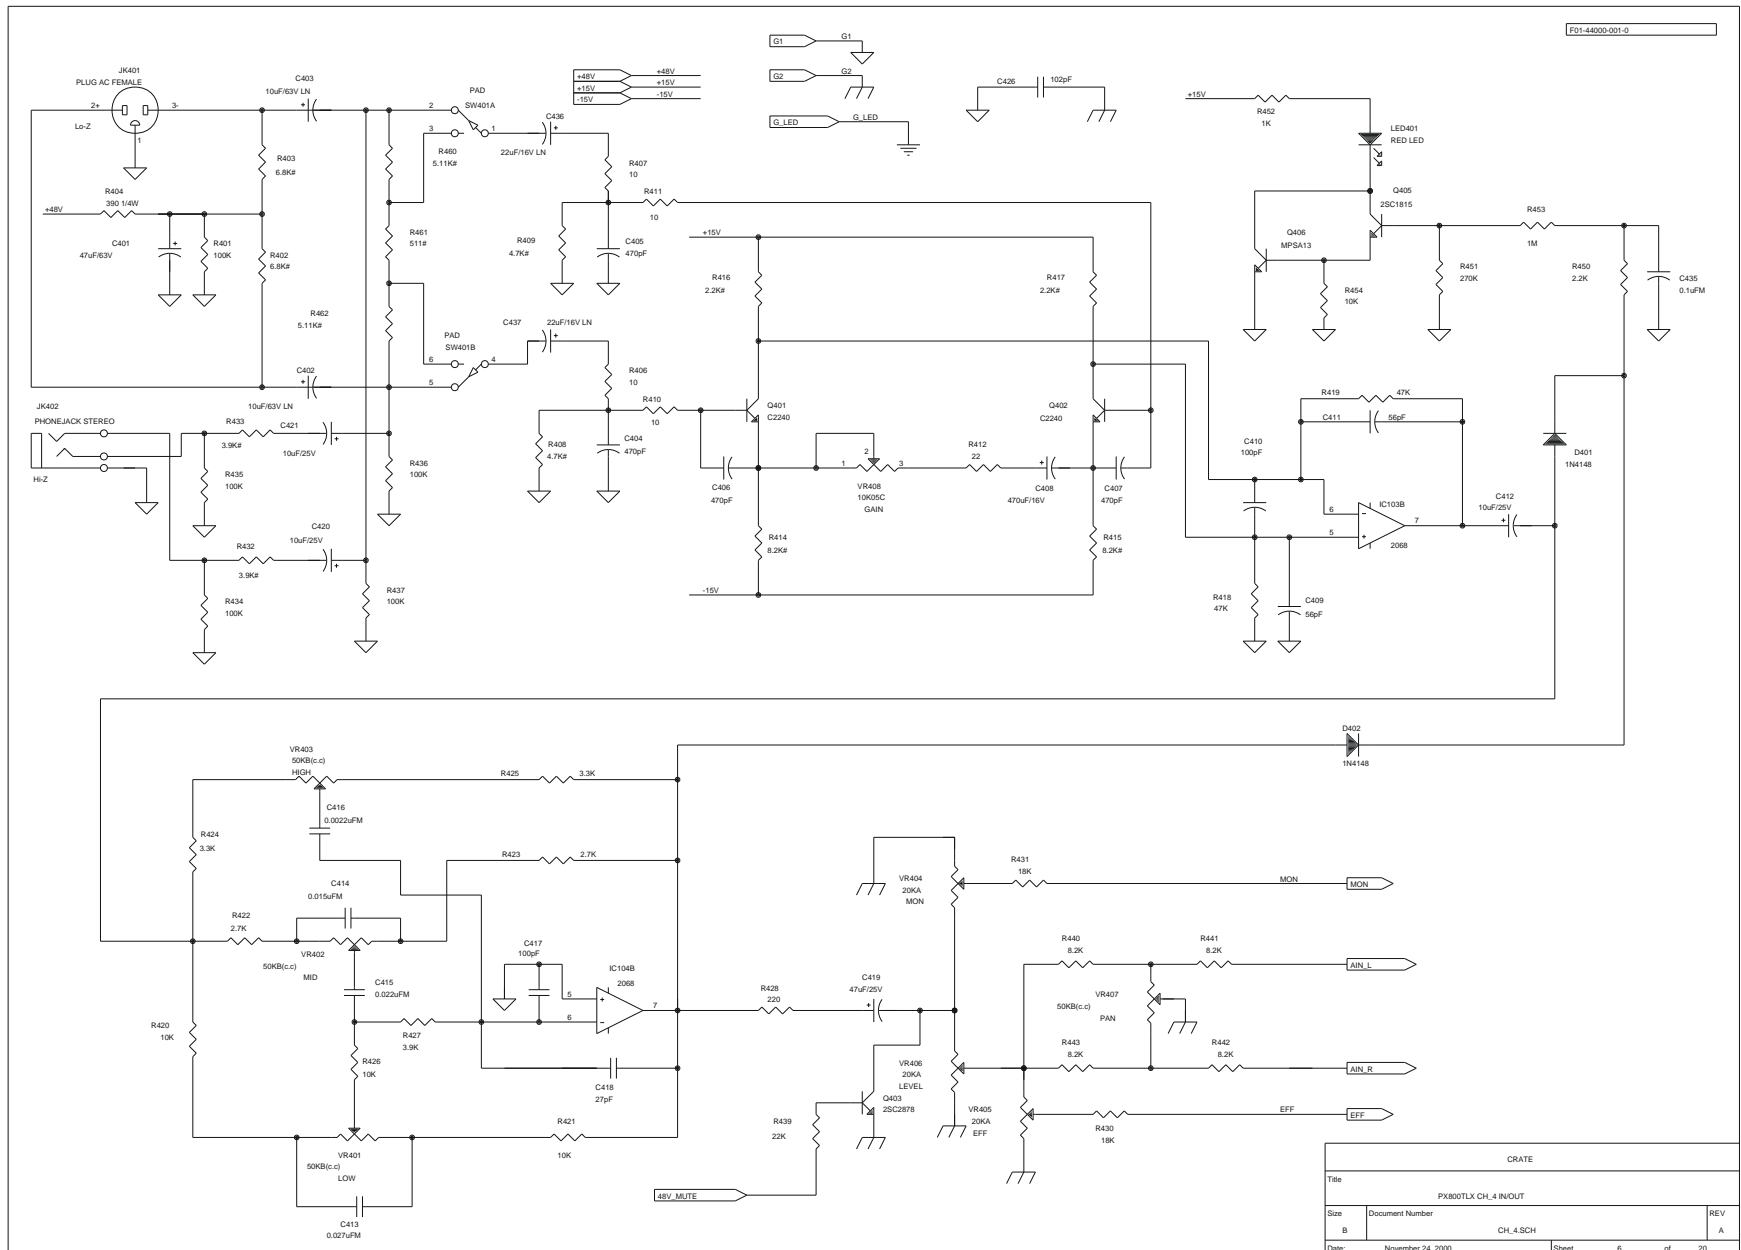 F01-44000-001-0
JK401
PLUG AC FEMALE
2+
3-
1
Lo-Z
C403
10uF/63V LN
+
R403
6.8K#
R404
390 1/4W
+48V
C401
47uF/63V
+
R401
100K
R402
6.8K#
C402
+
10uF/63V LN
PAD
SW401A
2
3
1
R460
5.11K#
R461
511#
R462
5.11K#
PAD
SW401B
6
5
4
C436
+
22uF/16V LN
C437
22uF/16V LN
+
R407
10
R411
10
R409
4.7K#
C405
470pF
R406
10
R410
10
R408
4.7K#
C404
470pF
+48V
+15V
-15V
+48V
+15V
-15V
G1
G1
G2
G2
G_LED
G_LED
C426
102pF
+15V
R452
1K
LED401
RED LED
Q405
2SC1815
Q406
MPSA13
R453
1M
R451
270K
R450
2.2K
C435
0.1uFM
R454
10K
JK402
PHONEJACK STEREO
Hi-Z
R433
3.9K#
C421
10uF/25V
+
R435
100K
R436
100K
C420
10uF/25V
+
R432
3.9K#
R434
100K
R437
100K
+15V
R416
2.2K#
R417
2.2K#
Q401
C2240
Q402
C2240
C406
470pF
1
2
3
VR408
10K05C
GAIN
R412
22
+
C408
470uF/16V
C407
470pF
R414
8.2K#
R415
8.2K#
-15V
R419
47K
C411
56pF
C410
100pF
6
5
7
-
+
IC103B
2068
C412
10uF/25V
+
D401
1N4148
R418
47K
C409
56pF
D402
1N4148
VR403
50KB(c.c)
HIGH
R425
3.3K
C416
0.0022uFM
R424
3.3K
R423
2.7K
C414
0.015uFM
R422
2.7K
VR402
50KB(c.c)
MID
C415
0.022uFM
R420
10K
R427
3.9K
R426
10K
C417
100pF
IC104B
2068
5
6
7
+
-
C418
27pF
R421
10K
VR401
50KB(c.c)
LOW
C413
0.027uFM
R428
220
C419
47uF/25V
+
VR404
20KA
MON
R431
18K
MON
MON
R440
8.2K
R441
8.2K
AIN_L
VR407
50KB(c.c)
PAN
R443
8.2K
R442
8.2K
AIN_R
VR406
20KA
LEVEL
Q403
2SC2878
R439
22K
48V_MUTE
VR405
20KA
EFF
R430
18K
EFF
EFF
CRATE
Title
PX800TLX CH_4 IN/OUT
Size
Document Number
REV
B
CH_4.SCH
A
Date:
November 24, 2000
Sheet
6
of
20